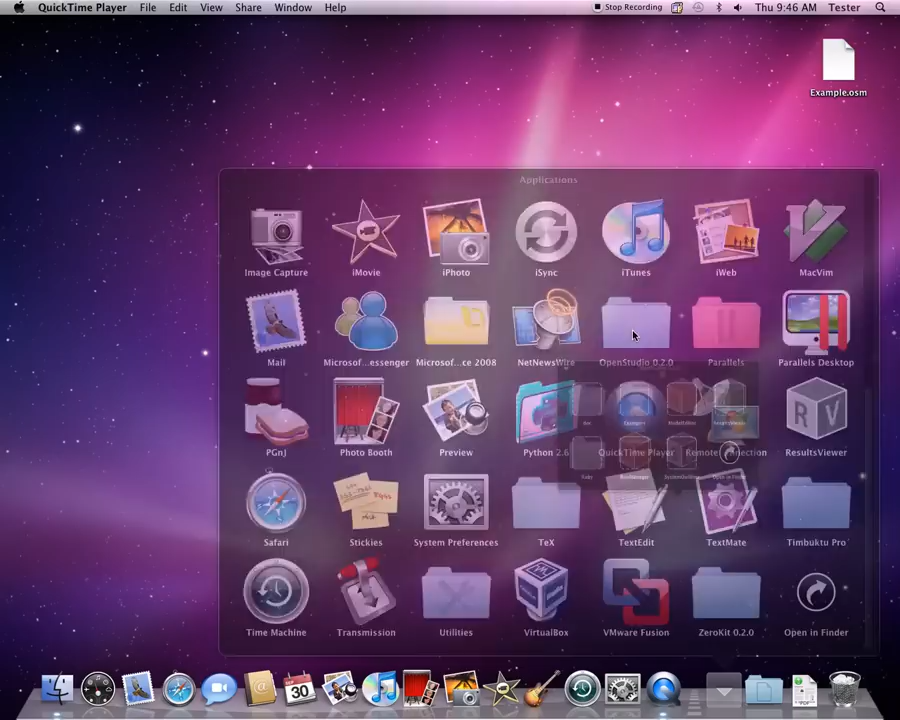 QuickTime Player File Edit View Share Window Help Stop Recording Thu 9:46 AM Tester
Example.osm
Applications
Image Capture iMovie iPhoto iSync iTunes iWeb MacVim
Mail Microsof...essenger Microsof...ce 2008 NetNewsWire OpenStudio 0.2.0 Parallels Parallels Desktop
PGnJ Photo Booth Preview Python 2.6 QuickTime Player Remote Connection ResultsViewer
Safari Stickies System Preferences TeX TextEdit TextMate Timbuktu Pro
Time Machine Transmission Utilities VirtualBox VMware Fusion ZeroKit 0.2.0 Open in Finder
30